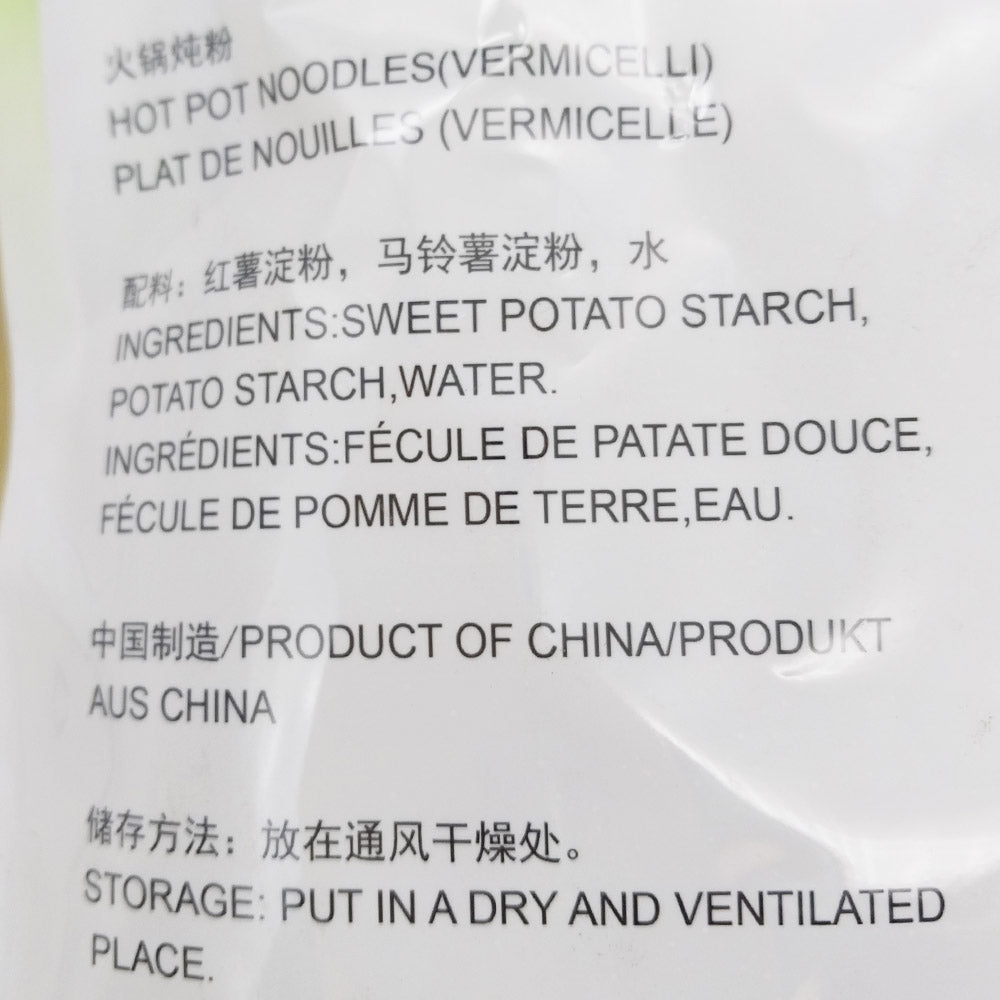 火锅炖粉
HOT POT NOODLES(VERMICELLI)
PLAT DE NOUILLES (VERMICELLE)
配料：红薯淀粉，马铃薯淀粉，水
INGREDIENTS:SWEET POTATO STARCH,
POTATO STARCH,WATER.
INGRÉDIENTS:FÉCULE DE PATATE DOUCE,
FÉCULE DE POMME DE TERRE,EAU.
中国制造/PRODUCT OF CHINA/PRODUKT
AUS CHINA
储存方法：放在通风干燥处。
STORAGE: PUT IN A DRY AND VENTILATED
PLACE.